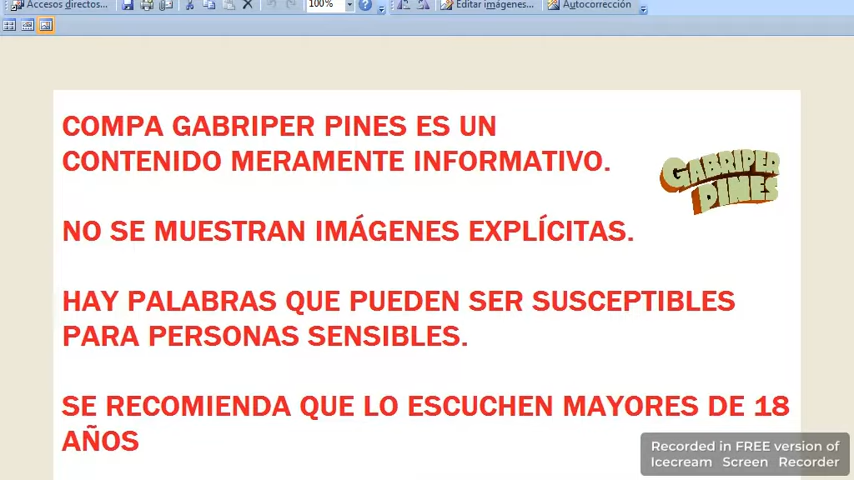 Accesos directos...
100%
Editar imágenes...
Autocorrección
COMPA GABRIPER PINES ES UN
CONTENIDO MERAMENTE INFORMATIVO.
GABRIPER
PINES
NO SE MUESTRAN IMÁGENES EXPLÍCITAS.
HAY PALABRAS QUE PUEDEN SER SUSCEPTIBLES
PARA PERSONAS SENSIBLES.
SE RECOMIENDA QUE LO ESCUCHEN MAYORES DE 18
AÑOS
Recorded in FREE version of
Icecream Screen Recorder